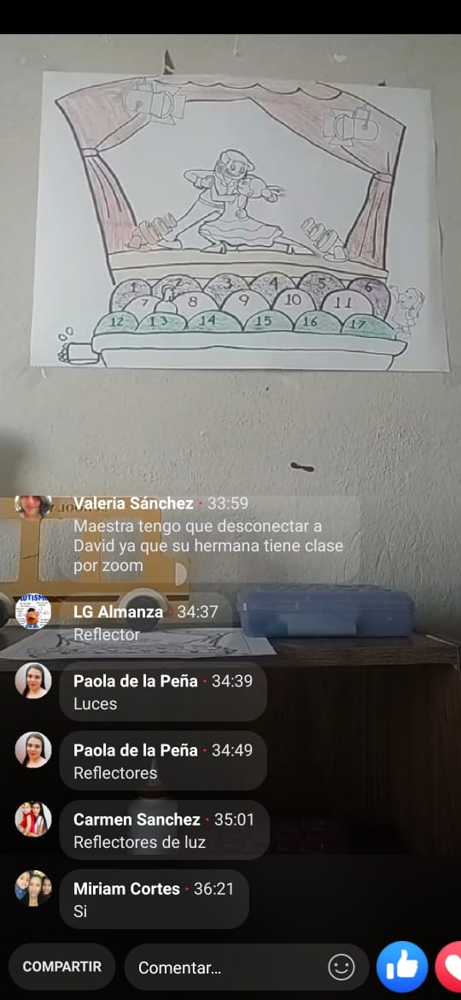 1 2 3 4 5 6
7 8 9 10 11
12 13 14 15 16 17
Valeria Sánchez · 33:59
Maestra tengo que desconectar a
David ya que su hermana tiene clase
por zoom
LG Almanza · 34:37
Reflector
Paola de la Peña · 34:39
Luces
Paola de la Peña · 34:49
Reflectores
Carmen Sanchez · 35:01
Reflectores de luz
Miriam Cortes · 36:21
Si
COMPARTIR
Comentar...